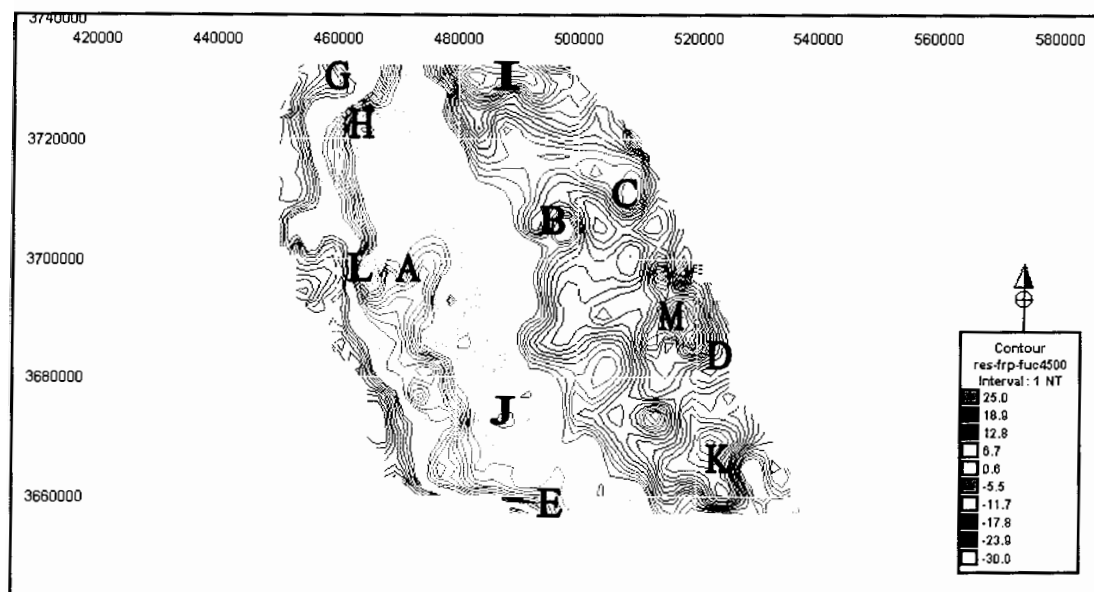 3740000
420000 440000 460000 480000 500000 520000 540000 560000 580000
G I
3720000 H
C
B
3700000 L A
M
D
3680000
J
K
3660000 E
Contour
res-frp-fuc4500
Interval : 1 NT
25.0
18.9
12.8
6.7
0.6
-5.5
-11.7
-17.8
-23.9
-30.0